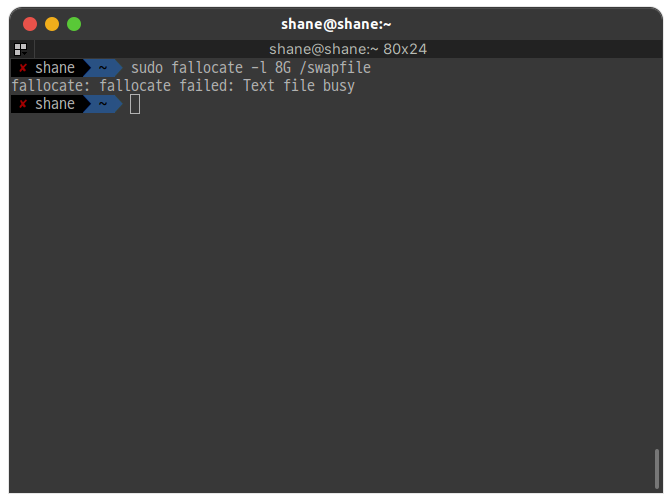 shane@shane:~
shane@shane:~ 80x24
✘ shane ~ sudo fallocate -l 8G /swapfile
fallocate: fallocate failed: Text file busy
✘ shane ~